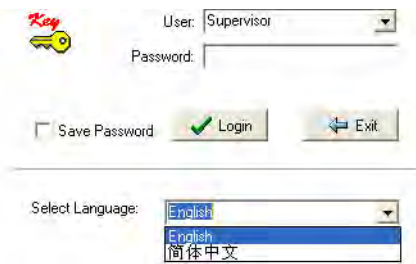 Key
User: Supervisor
Password:
Save Password
Login
Exit
Select Language:
English
English
简体中文